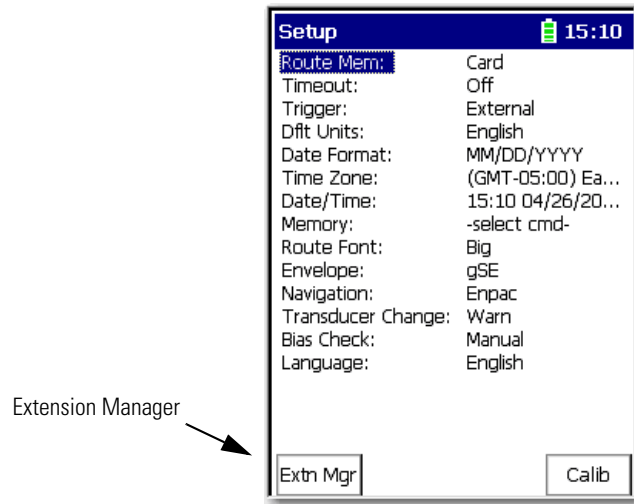 Setup 15:10
Route Mem: Card
Timeout: Off
Trigger: External
Dflt Units: English
Date Format: MM/DD/YYYY
Time Zone: (GMT-05:00) Ea...
Date/Time: 15:10 04/26/20...
Memory: -select cmd-
Route Font: Big
Envelope: gSE
Navigation: Enpac
Transducer Change: Warn
Bias Check: Manual
Language: English
Extension Manager
Extn Mgr Calib